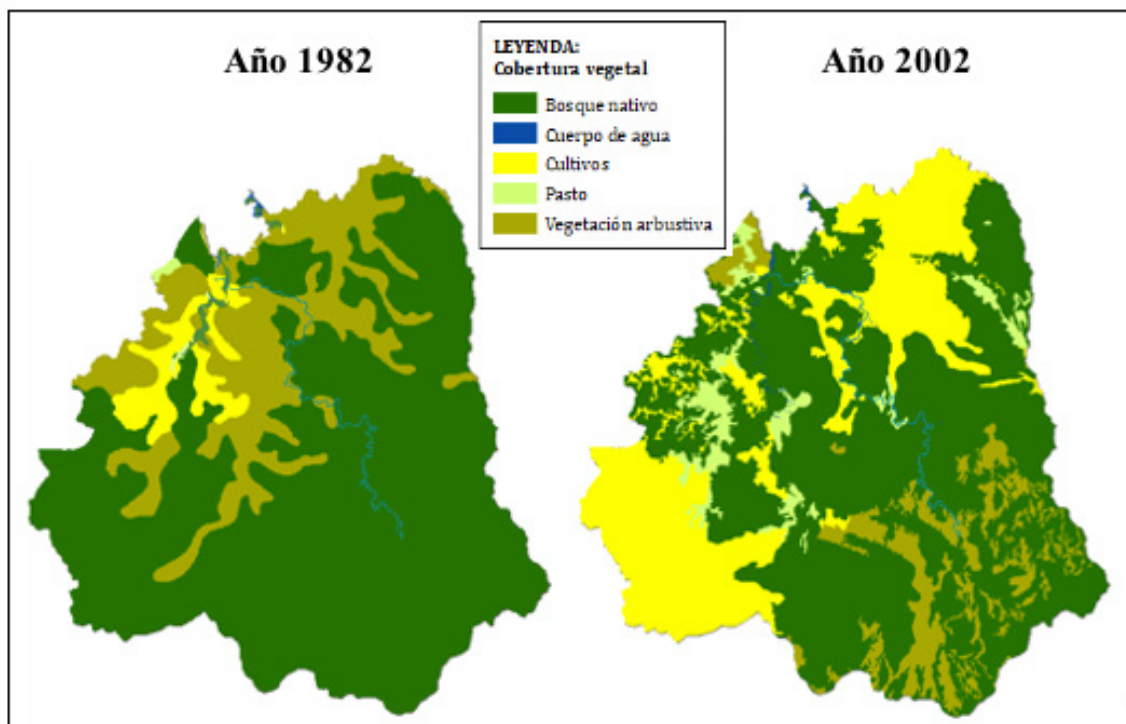 Año 1982
LEYENDA:
Cobertura vegetal
Bosque nativo
Cuerpo de agua
Cultivos
Pasto
Vegetación arbustiva
Año 2002